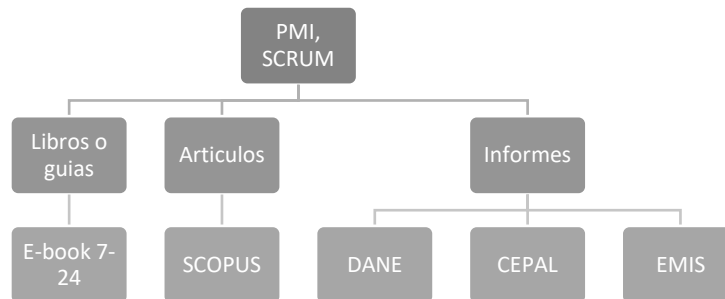 PMI,
SCRUM
Libros o
guias
Articulos
Informes
E-book 7-
24
SCOPUS
DANE
CEPAL
EMIS